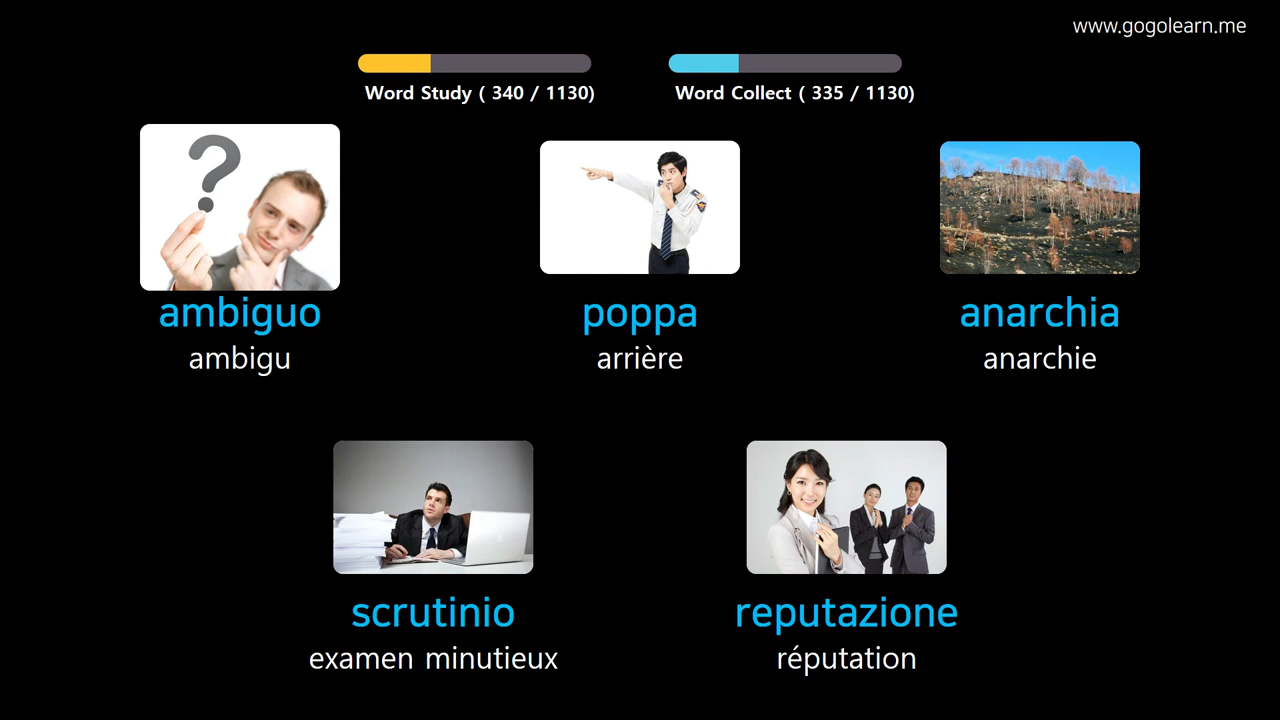 www.gogolearn.me
Word Study ( 340 / 1130)
Word Collect ( 335 / 1130)
ambiguo
ambigu
poppa
arrière
anarchia
anarchie
scrutinio
examen minutieux
reputazione
réputation